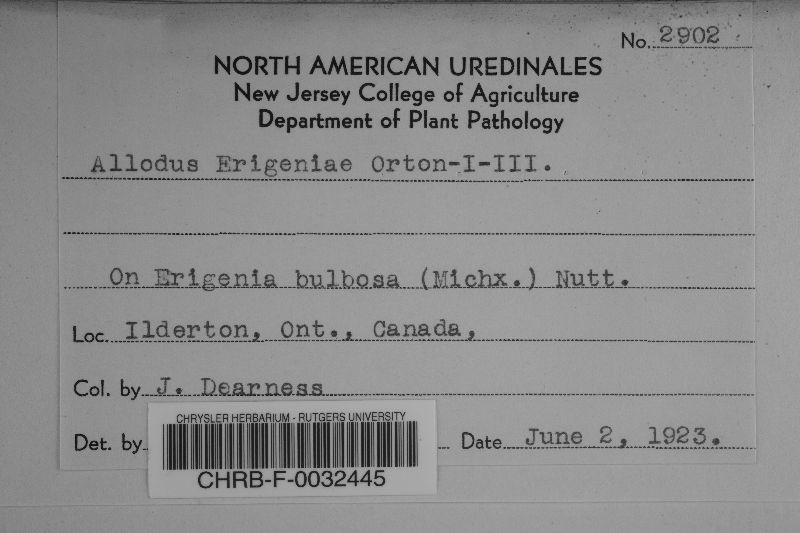 No. 2902
NORTH AMERICAN UREDINALES
New Jersey College of Agriculture
Department of Plant Pathology
Allodus Erigeniae Orton-I-III.
On Erigenia bulbosa (Michx.) Nutt.
Loc. Ilderton, Ont., Canada,
Col. by J. Dearness
Det. by Date June 2, 1923.
CHRYSLER HERBARIUM - RUTGERS UNIVERSITY
CHRB-F-0032445